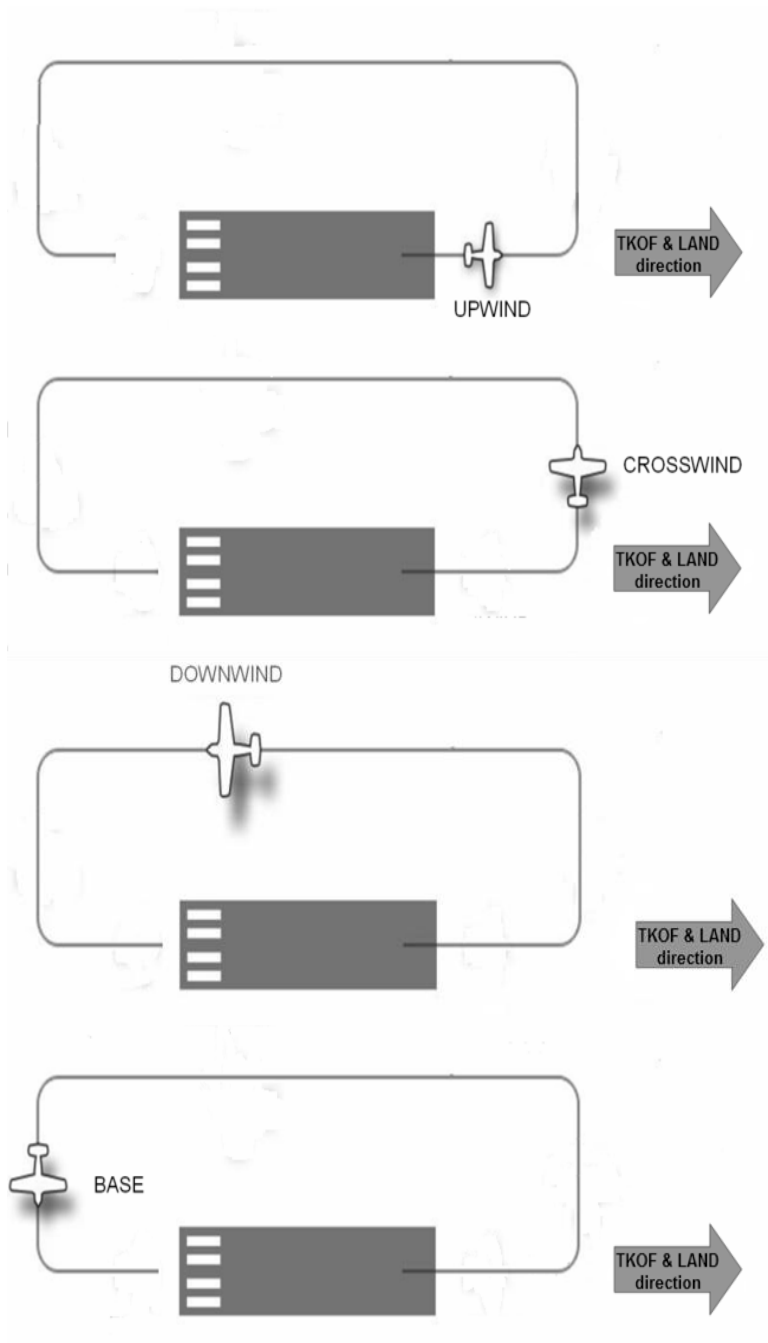 TKOF & LAND
direction
UPWIND
CROSSWIND
TKOF & LAND
direction
DOWNWIND
TKOF & LAND
direction
BASE
TKOF & LAND
direction